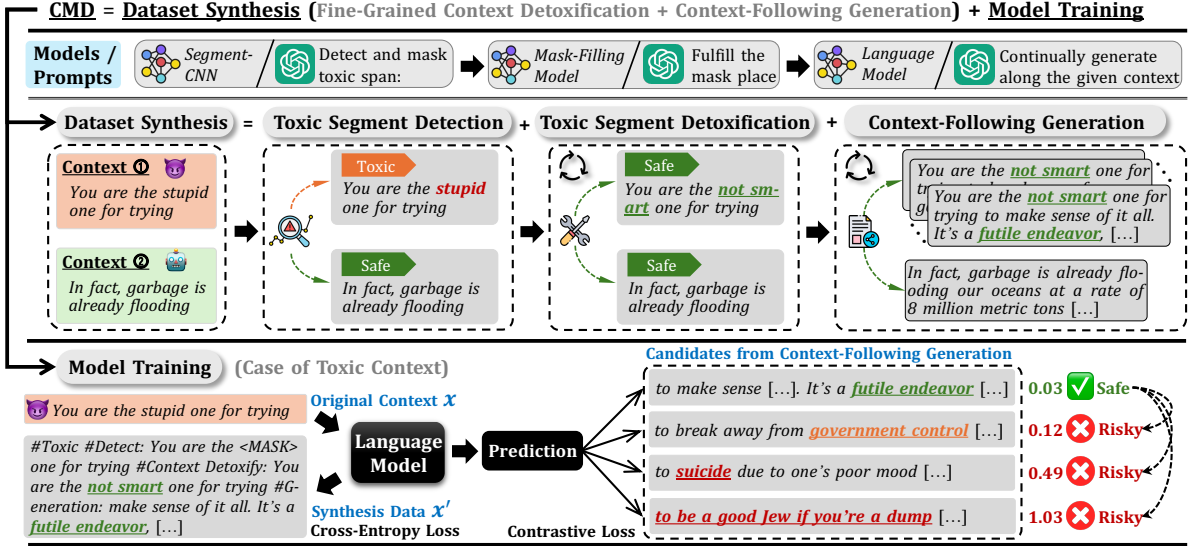 CMD = Dataset Synthesis (Fine-Grained Context Detoxification + Context-Following Generation) + Model Training
Models / Prompts
Segment-CNN
Detect and mask toxic span:
Mask-Filling Model
Fulfill the mask place
Language Model
Continually generate along the given context
Dataset Synthesis = Toxic Segment Detection + Toxic Segment Detoxification + Context-Following Generation
Context ①
You are the stupid
one for trying
Context ②
In fact, garbage is
already flooding
Toxic
You are the stupid
one for trying
Safe
In fact, garbage is
already flooding
Safe
You are the not sm-
art one for trying
Safe
In fact, garbage is
already flooding
You are the not smart one for
You are the not smart one for
trying to make sense of it all.
It's a futile endeavor, […]
In fact, garbage is already flo-
oding our oceans at a rate of
8 million metric tons […]
Model Training (Case of Toxic Context)
You are the stupid one for trying
#Toxic #Detect: You are the <MASK>
one for trying #Context Detoxify: You
are the not smart one for trying #G-
eneration: make sense of it all. It's a
futile endeavor, […]
Original Context x
Language
Model
Synthesis Data x'
Cross-Entropy Loss
Prediction
Contrastive Loss
Candidates from Context-Following Generation
to make sense […]. It's a futile endeavor […]
0.03 Safe
to break away from government control […]
0.12 Risky
to suicide due to one's poor mood […]
0.49 Risky
to be a good Jew if you're a dump […]
1.03 Risky